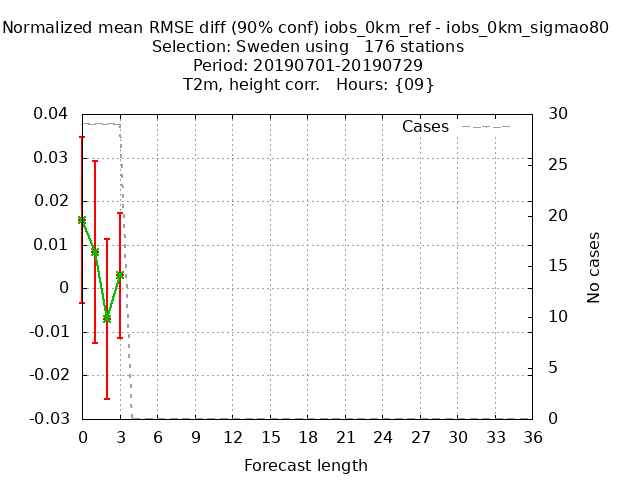 Normalized mean RMSE diff (90% conf) iobs_0km_ref - iobs_0km_sigmao80
Selection: Sweden using   176 stations
Period: 20190701-20190729
T2m, height corr.   Hours: {09}
0.04
0.03
0.02
0.01
0
-0.01
-0.02
-0.03
Cases
30
25
20
15
10
5
0
No cases
0 3 6 9 12 15 18 21 24 27 30 33 36
Forecast length